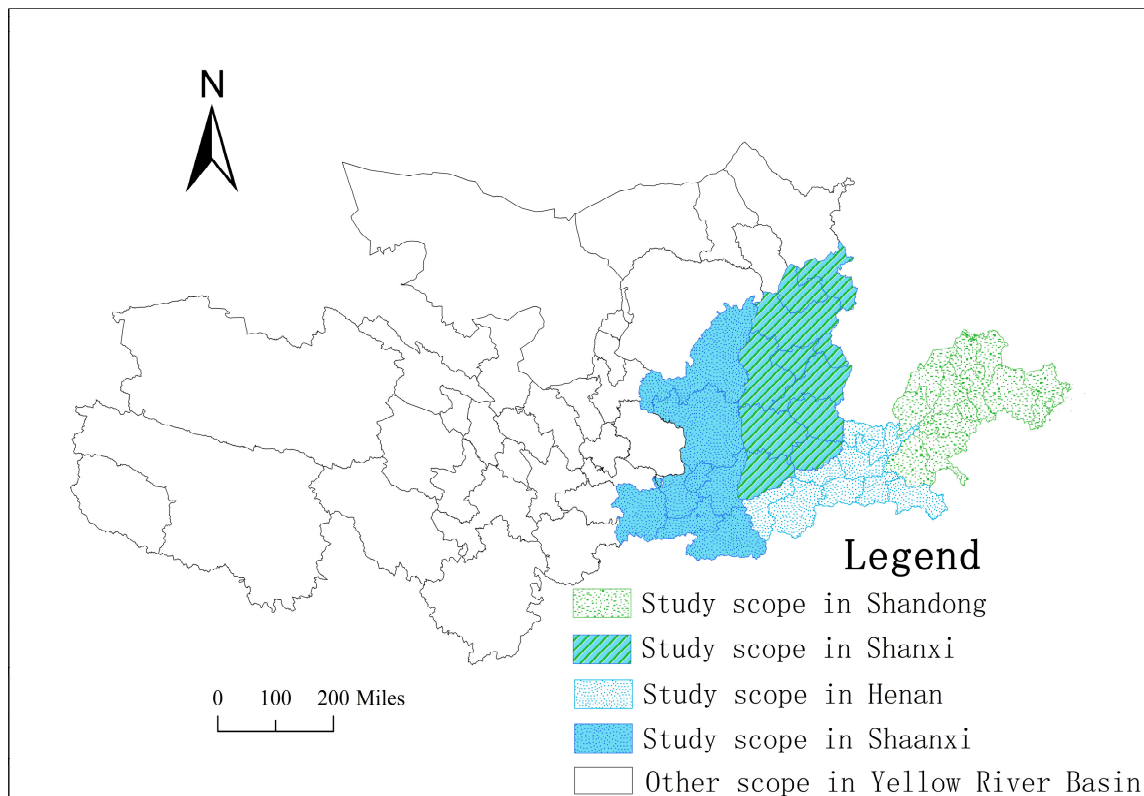 N
Legend
Study scope in Shandong
Study scope in Shanxi
Study scope in Henan
Study scope in Shaanxi
Other scope in Yellow River Basin
0 100 200 Miles